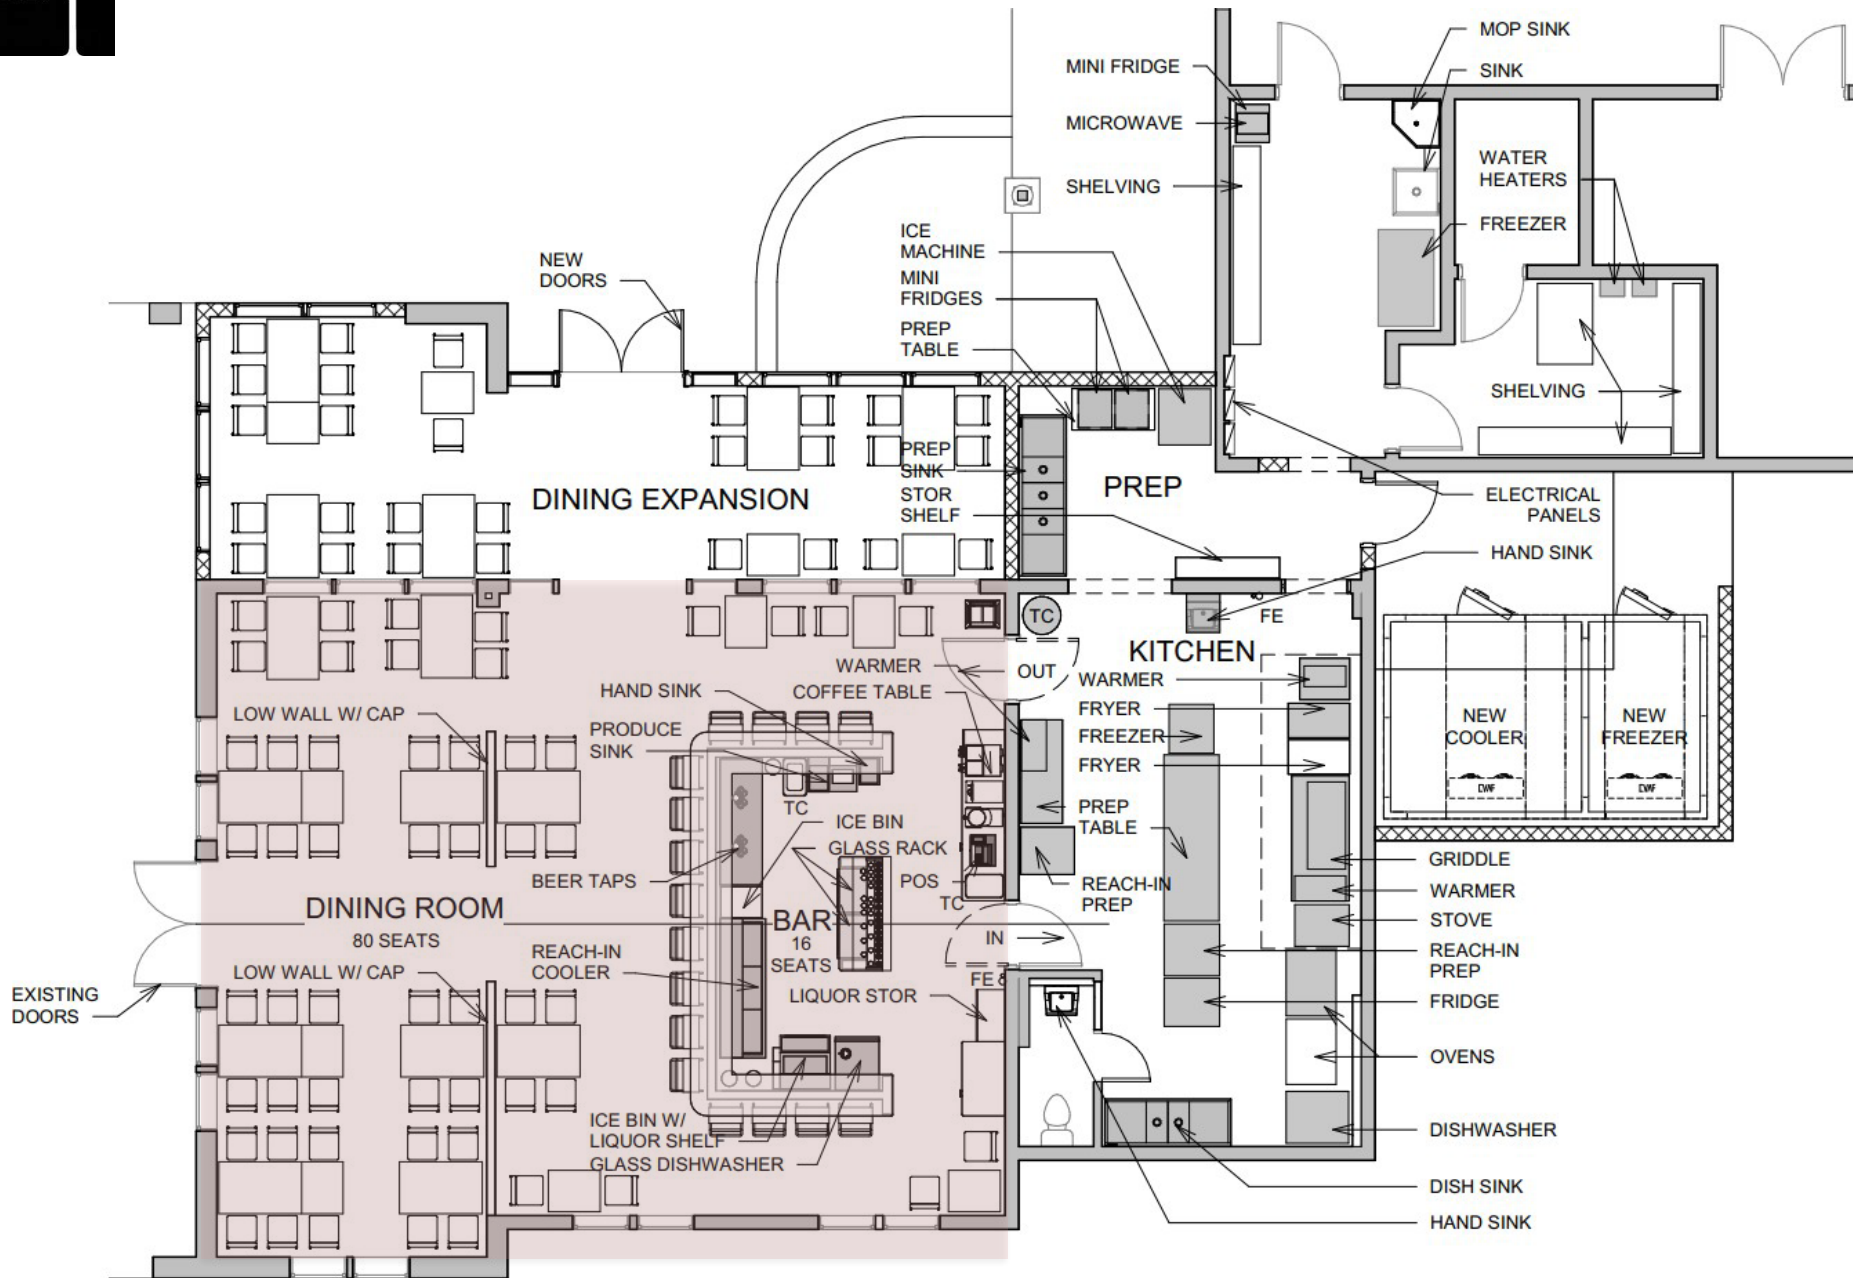 MOP SINK
MINI FRIDGE
SINK
MICROWAVE
WATER
HEATERS
SHELVING
FREEZER
ICE
MACHINE
MINI
FRIDGES
NEW
DOORS
PREP
TABLE
SHELVING
PREP
SINK
STOR
SHELF
DINING EXPANSION
PREP
ELECTRICAL
PANELS
HAND SINK
TC
FE
KITCHEN
OUT
WARMER
COFFEE TABLE
HAND SINK
LOW WALL W/ CAP
PRODUCE
SINK
WARMER
FRYER
FREEZER
FRYER
NEW
COOLER
NEW
FREEZER
CWF
CWF
TC
ICE BIN
GLASS RACK
PREP
TABLE
BEER TAPS
POS
TC
REACH-IN
PREP
GRIDDLE
WARMER
STOVE
DINING ROOM
80 SEATS
BAR
16
SEATS
IN
REACH-IN
COOLER
REACH-IN
PREP
LOW WALL W/ CAP
FE
LIQUOR STOR
FRIDGE
EXISTING
DOORS
OVENS
ICE BIN W/
LIQUOR SHELF
GLASS DISHWASHER
DISHWASHER
DISH SINK
HAND SINK